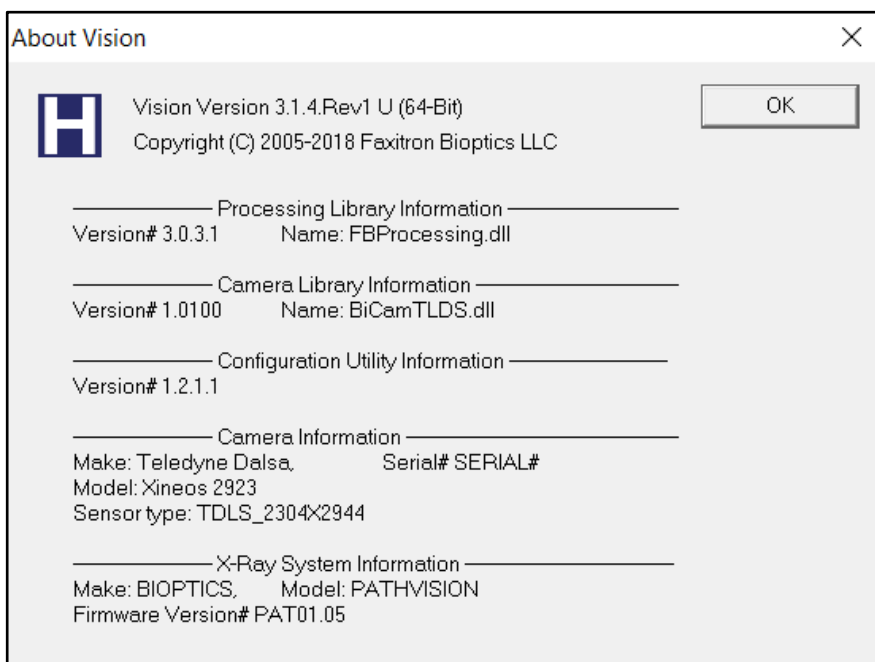 About Vision
H
Vision Version 3.1.4.Rev1 U (64-Bit)
OK
Copyright (C) 2005-2018 Faxitron Bioptics LLC
Processing Library Information
Version# 3.0.3.1 Name: FBProcessing.dll
Camera Library Information
Version# 1.0100 Name: BiCamTLDS.dll
Configuration Utility Information
Version# 1.2.1.1
Camera Information
Make: Teledyne Dalsa, Serial# SERIAL#
Model: Xineos 2923
Sensor type: TDLS_2304X2944
X-Ray System Information
Make: BIOPTICS, Model: PATHVISION
Firmware Version# PAT01.05